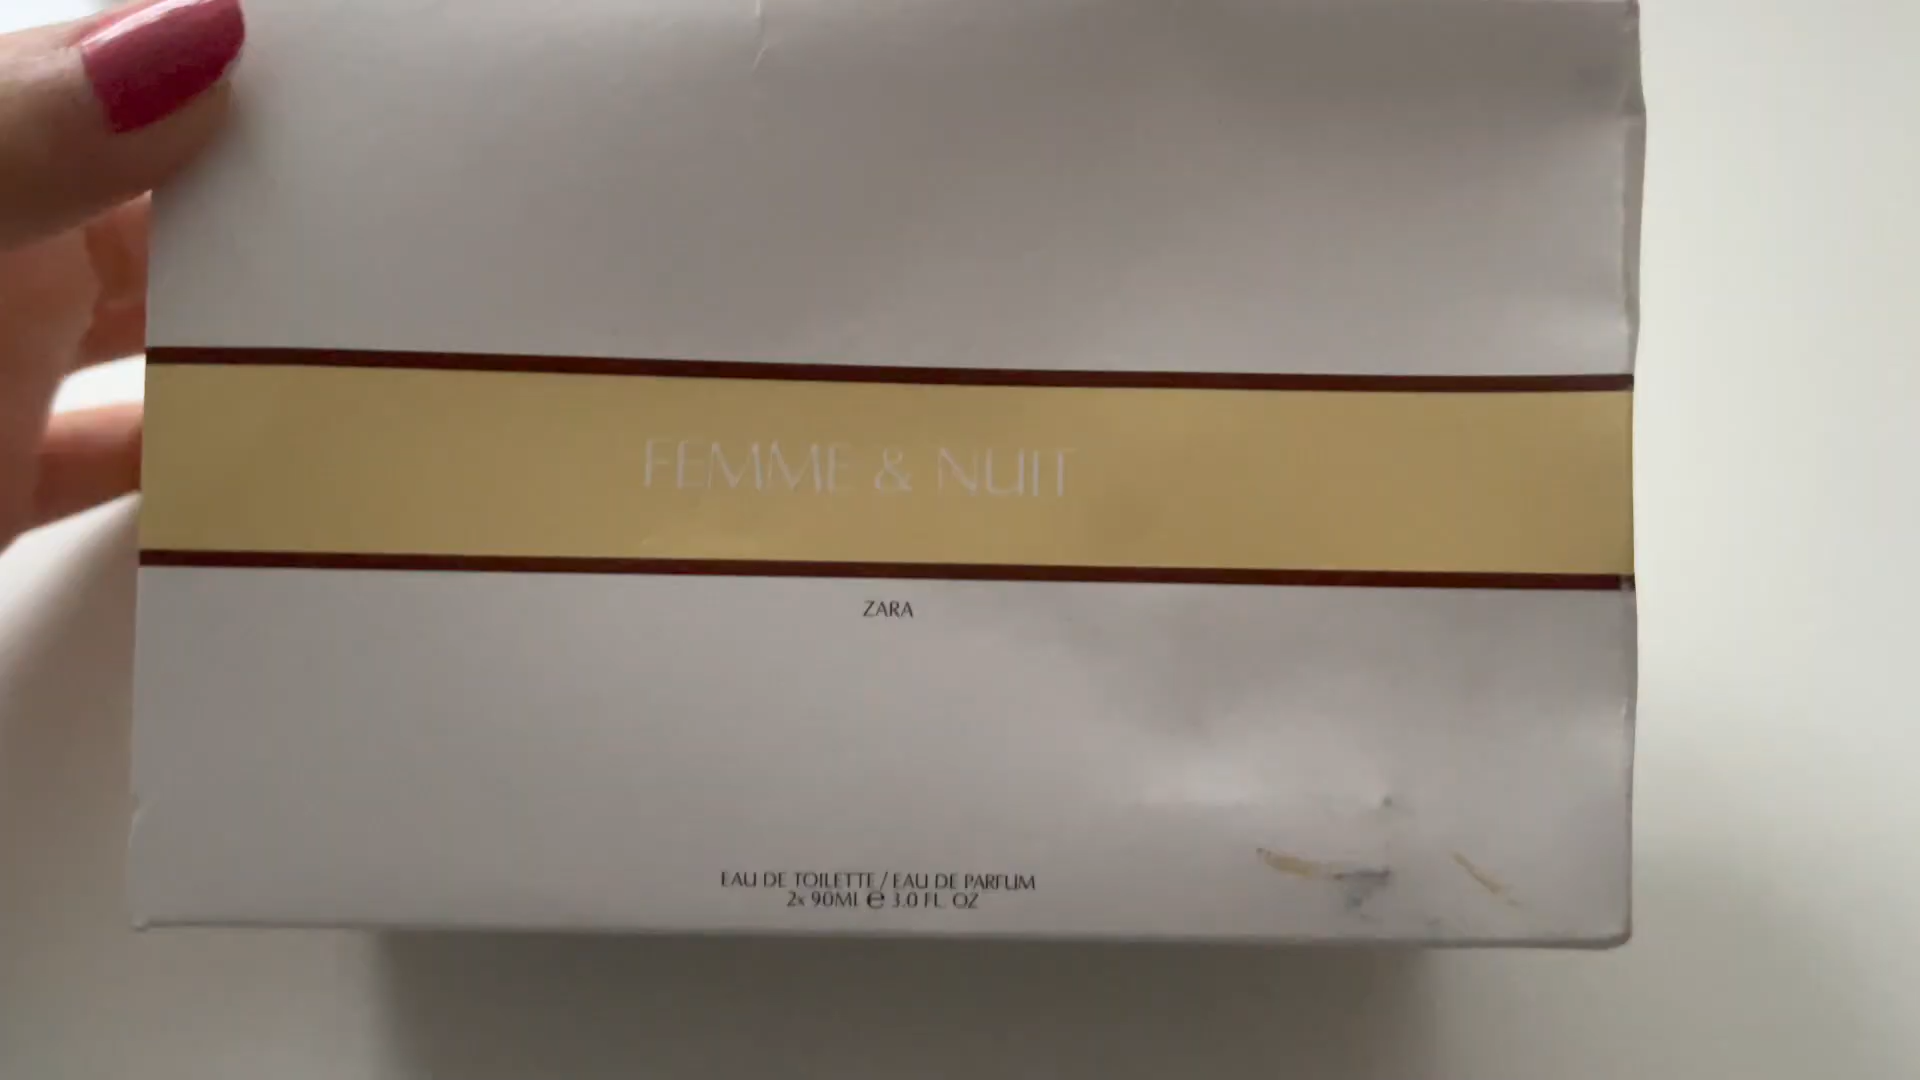 FEMME & NUIT
ZARA
EAU DE TOILETTE / EAU DE PARFUM
2x 90ML e 3.0 FL. OZ